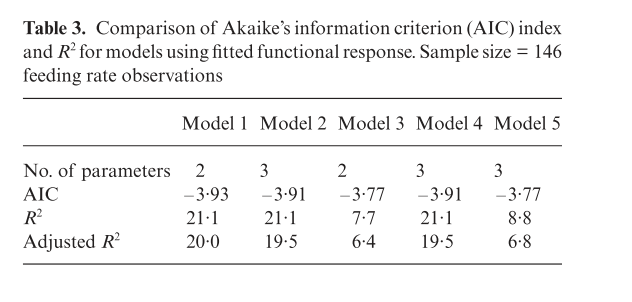 Table 3. Comparison of Akaike's information criterion (AIC) index
and R² for models using fitted functional response. Sample size = 146
feeding rate observations
Model 1 Model 2 Model 3 Model 4 Model 5
No. of parameters 2 3 2 3 3
AIC −3·93 −3·91 −3·77 −3·91 −3·77
R² 21·1 21·1 7·7 21·1 8·8
Adjusted R² 20·0 19·5 6·4 19·5 6·8